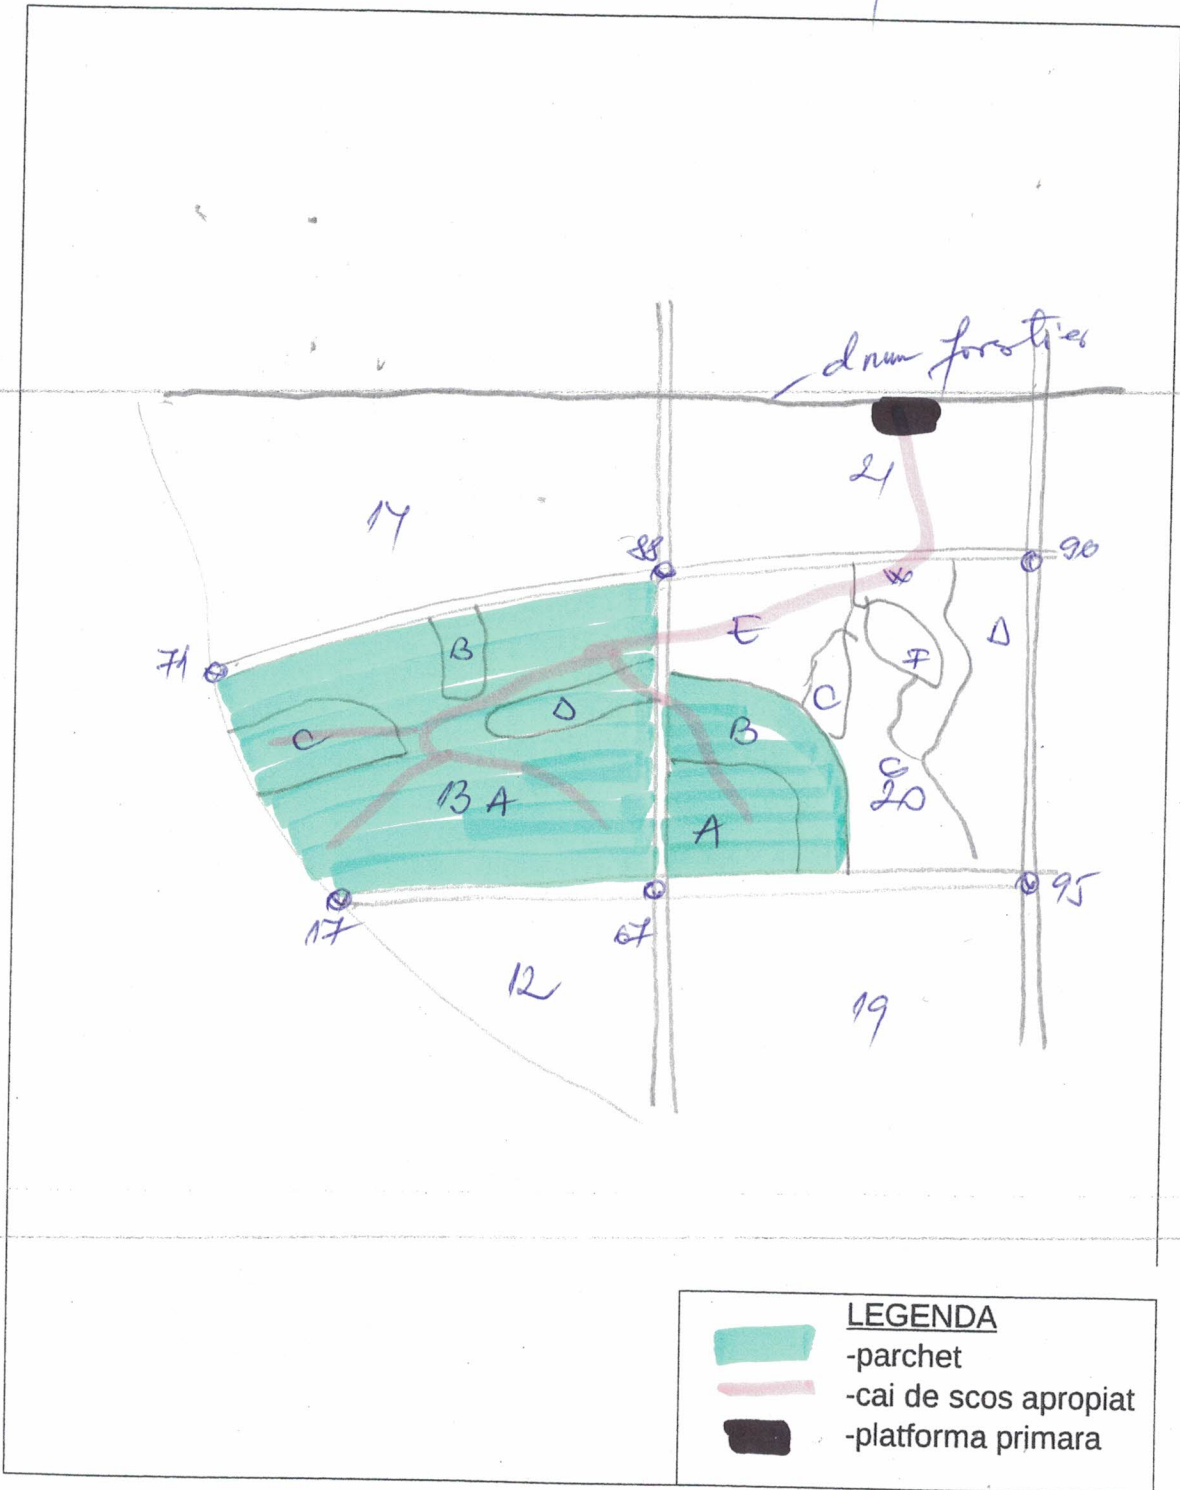 drum forestier
21
14
88
90
71
B
E
D
F
C
D
C
B
C
13 A
20
A
17
67
95
12
19
LEGENDA
-parchet
-cai de scos apropiat
-platforma primara